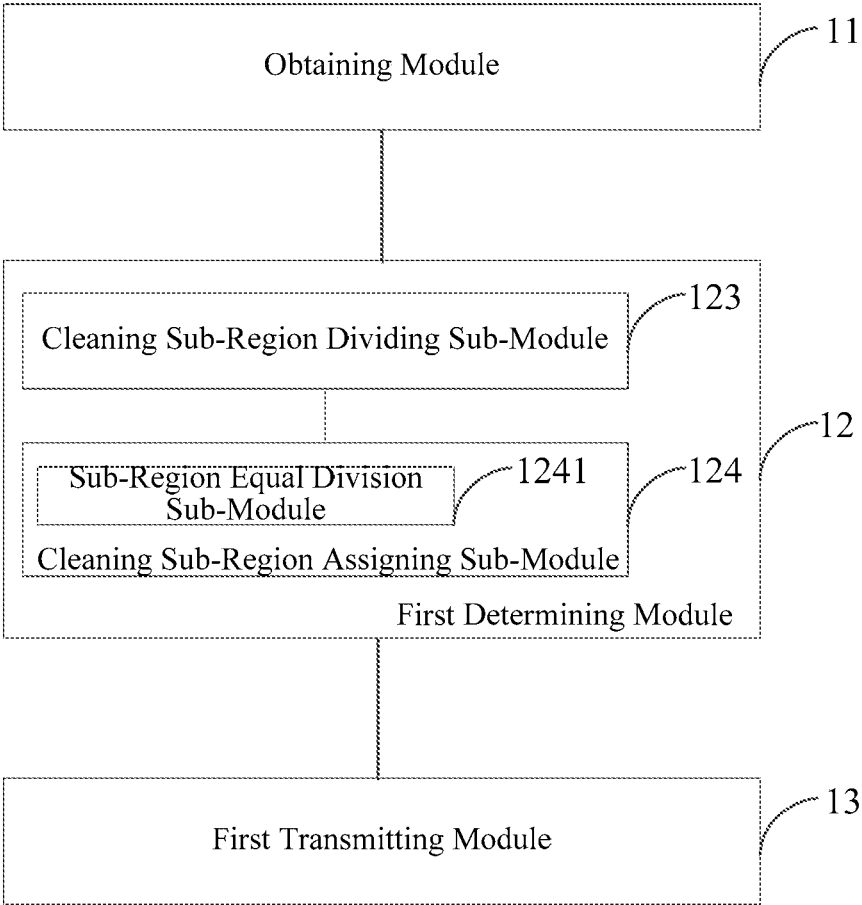 11
Obtaining Module
123
Cleaning Sub-Region Dividing Sub-Module
12
1241
124
Sub-Region Equal Division
Sub-Module
Cleaning Sub-Region Assigning Sub-Module
First Determining Module
13
First Transmitting Module